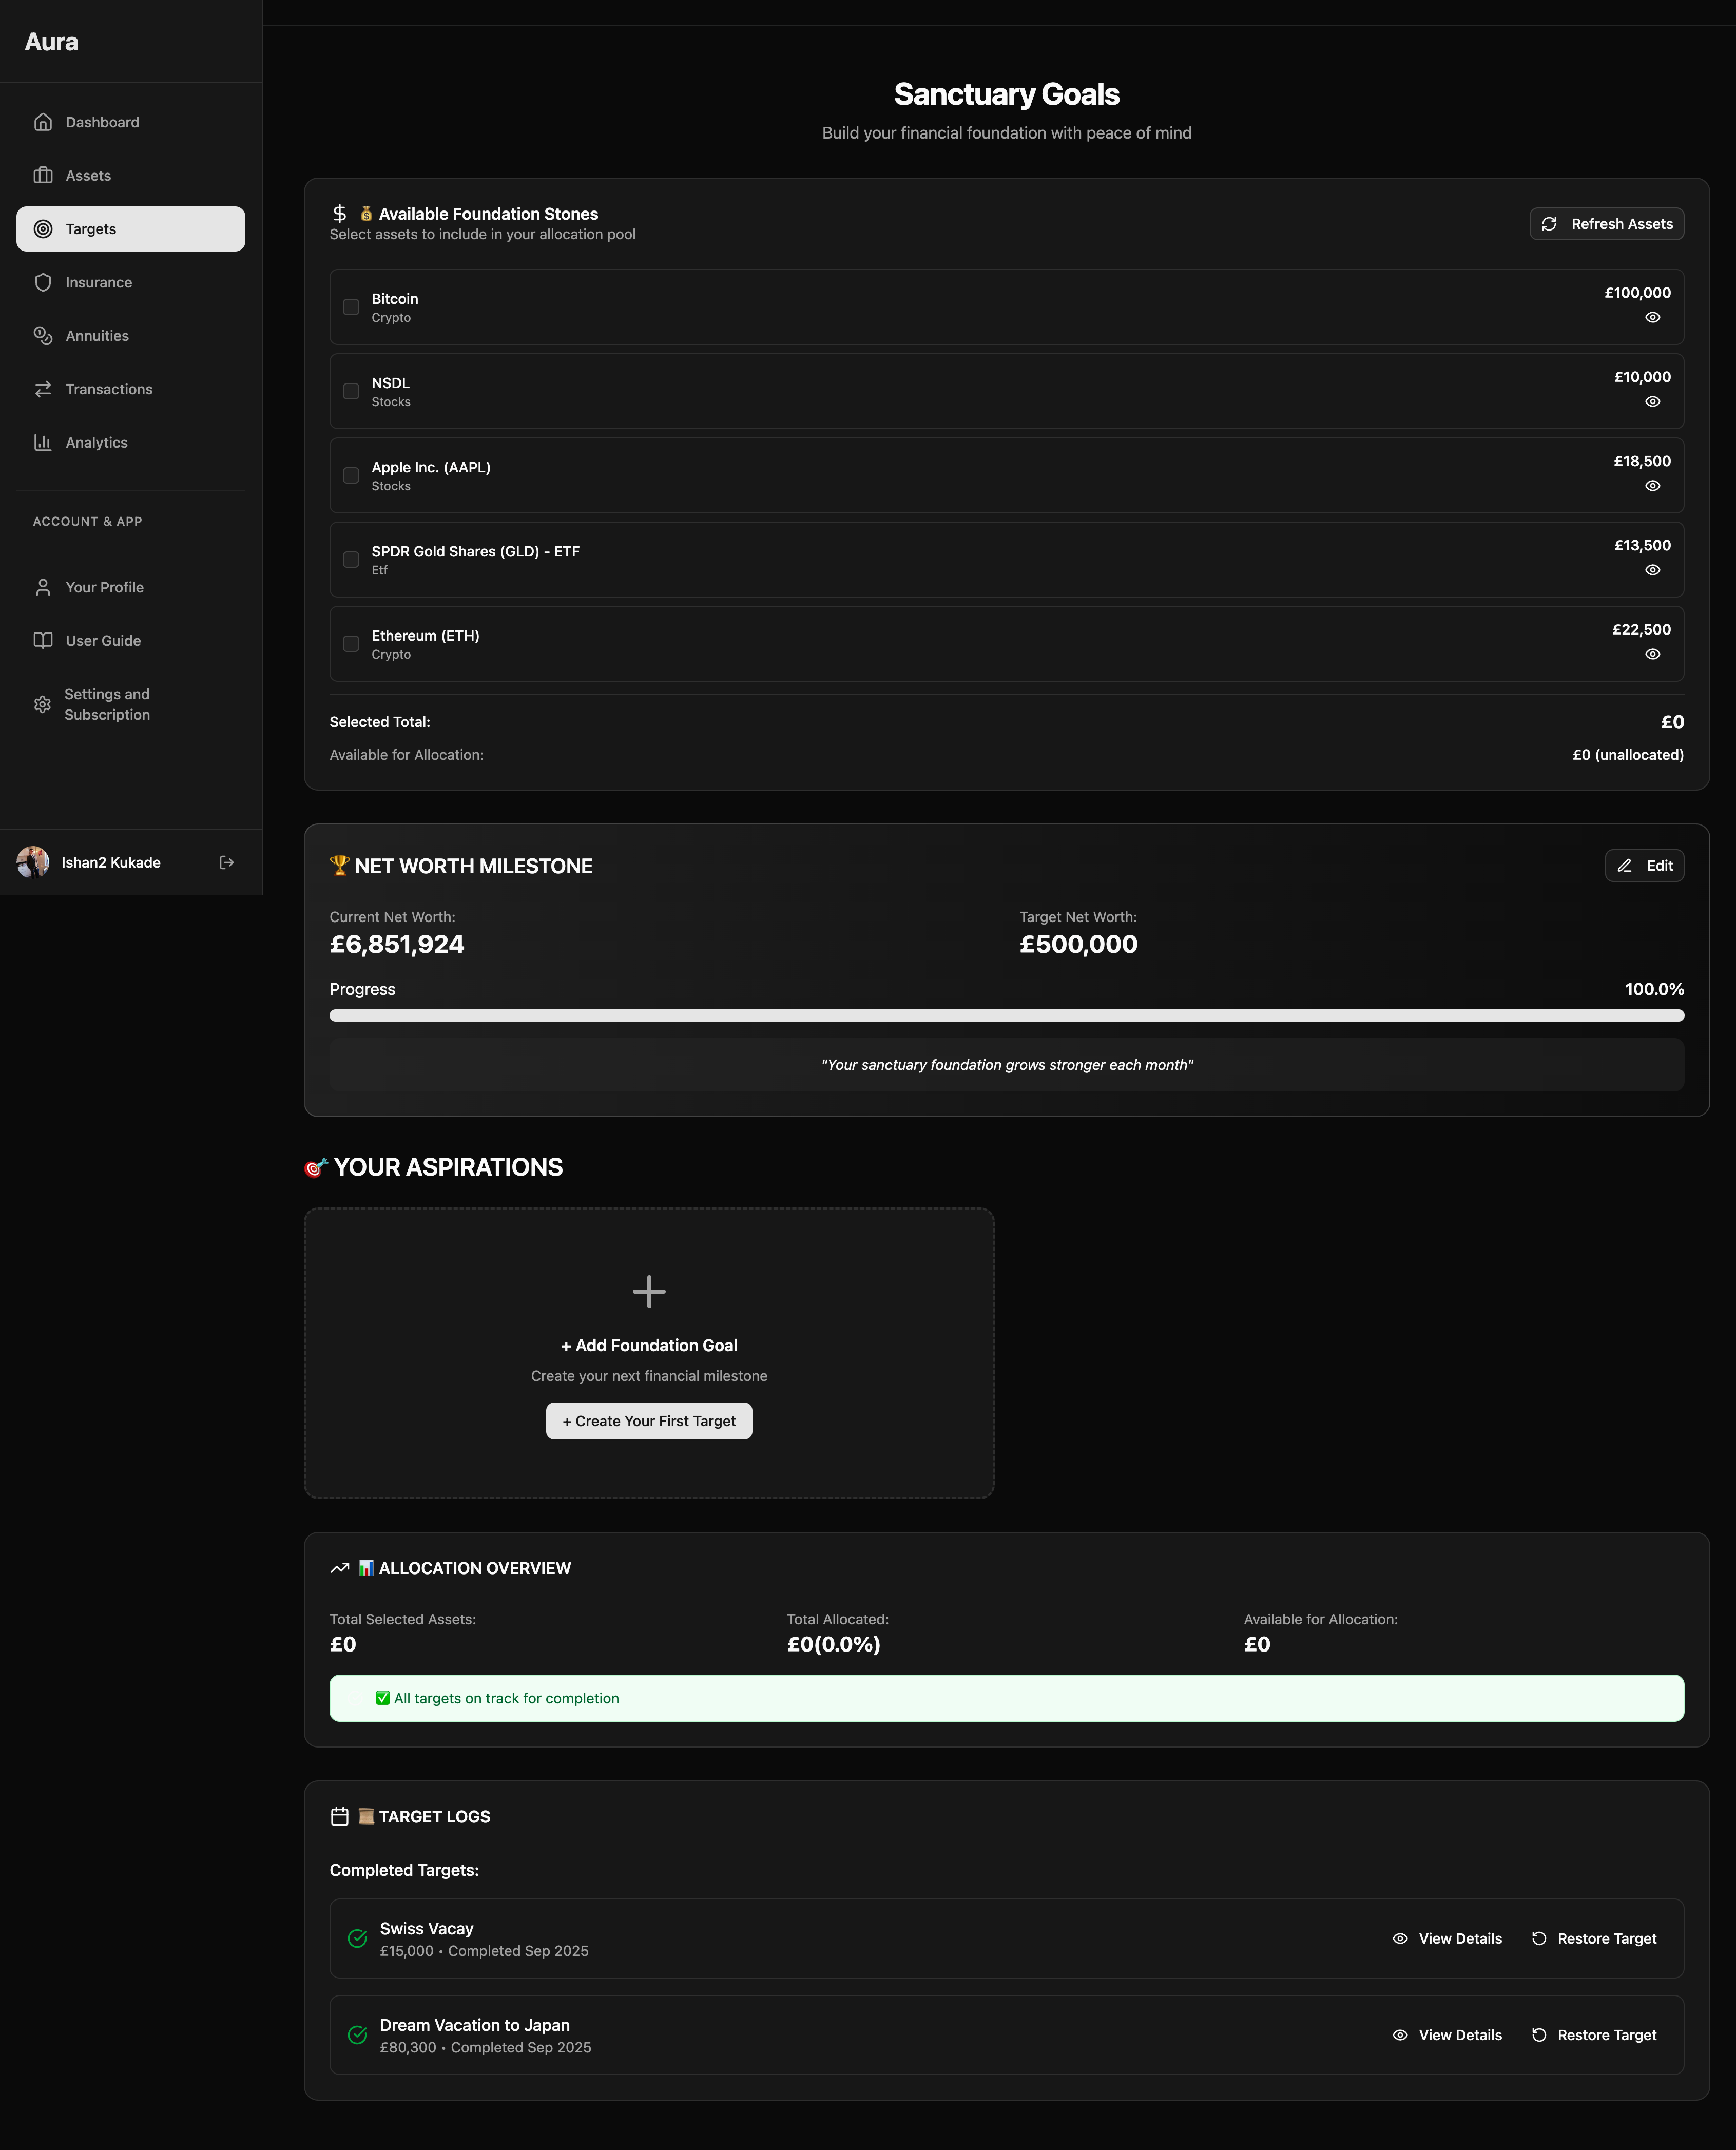 Aura
Dashboard
Assets
Targets
Insurance
Annuities
Transactions
Analytics
ACCOUNT & APP
Your Profile
User Guide
Settings and
Subscription
Ishan2 Kukade
Sanctuary Goals
Build your financial foundation with peace of mind
💰 Available Foundation Stones
Select assets to include in your allocation pool
Refresh Assets
Bitcoin
Crypto
£100,000
NSDL
Stocks
£10,000
Apple Inc. (AAPL)
Stocks
£18,500
SPDR Gold Shares (GLD) - ETF
Etf
£13,500
Ethereum (ETH)
Crypto
£22,500
Selected Total: £0
Available for Allocation: £0 (unallocated)
🏆 NET WORTH MILESTONE
Edit
Current Net Worth:
£6,851,924
Target Net Worth:
£500,000
Progress 100.0%
"Your sanctuary foundation grows stronger each month"
🎯 YOUR ASPIRATIONS
+ Add Foundation Goal
Create your next financial milestone
+ Create Your First Target
📊 ALLOCATION OVERVIEW
Total Selected Assets:
£0
Total Allocated:
£0(0.0%)
Available for Allocation:
£0
✅ All targets on track for completion
📜 TARGET LOGS
Completed Targets:
Swiss Vacay
£15,000 • Completed Sep 2025
View Details
Restore Target
Dream Vacation to Japan
£80,300 • Completed Sep 2025
View Details
Restore Target